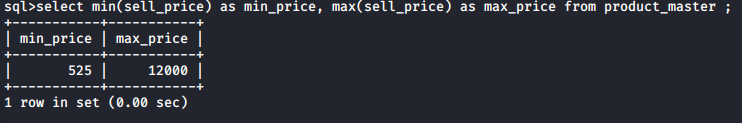 sql>select min(sell_price) as min_price, max(sell_price) as max_price from product_master ;
+-----------+-----------+
| min_price | max_price |
+-----------+-----------+
|       525 |     12000 |
+-----------+-----------+
1 row in set (0.00 sec)